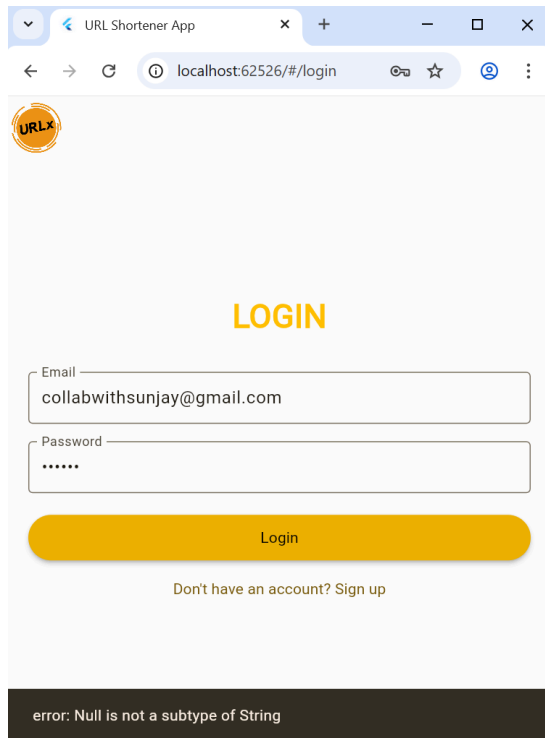 URL Shortener App
localhost:62526/#/login
URLX
LOGIN
Email
collabwithsunjay@gmail.com
Password
••••••
Login
Don't have an account? Sign up
error: Null is not a subtype of String